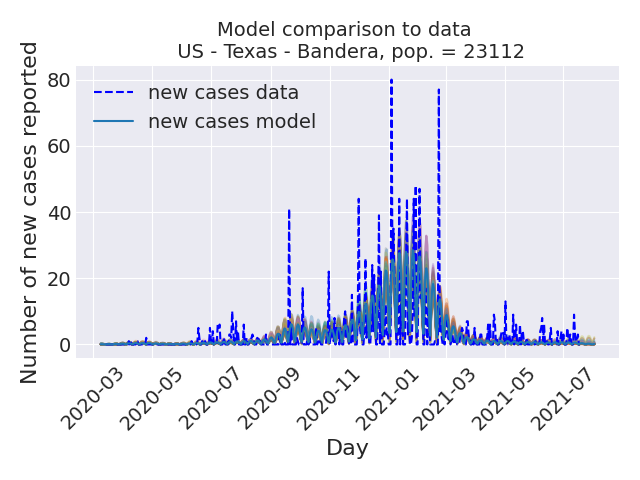 Model comparison to data
US - Texas - Bandera, pop. = 23112
Number of new cases reported
80
60
40
20
0
new cases data
new cases model
2020-03
2020-05
2020-07
2020-09
2020-11
2021-01
2021-03
2021-05
2021-07
Day